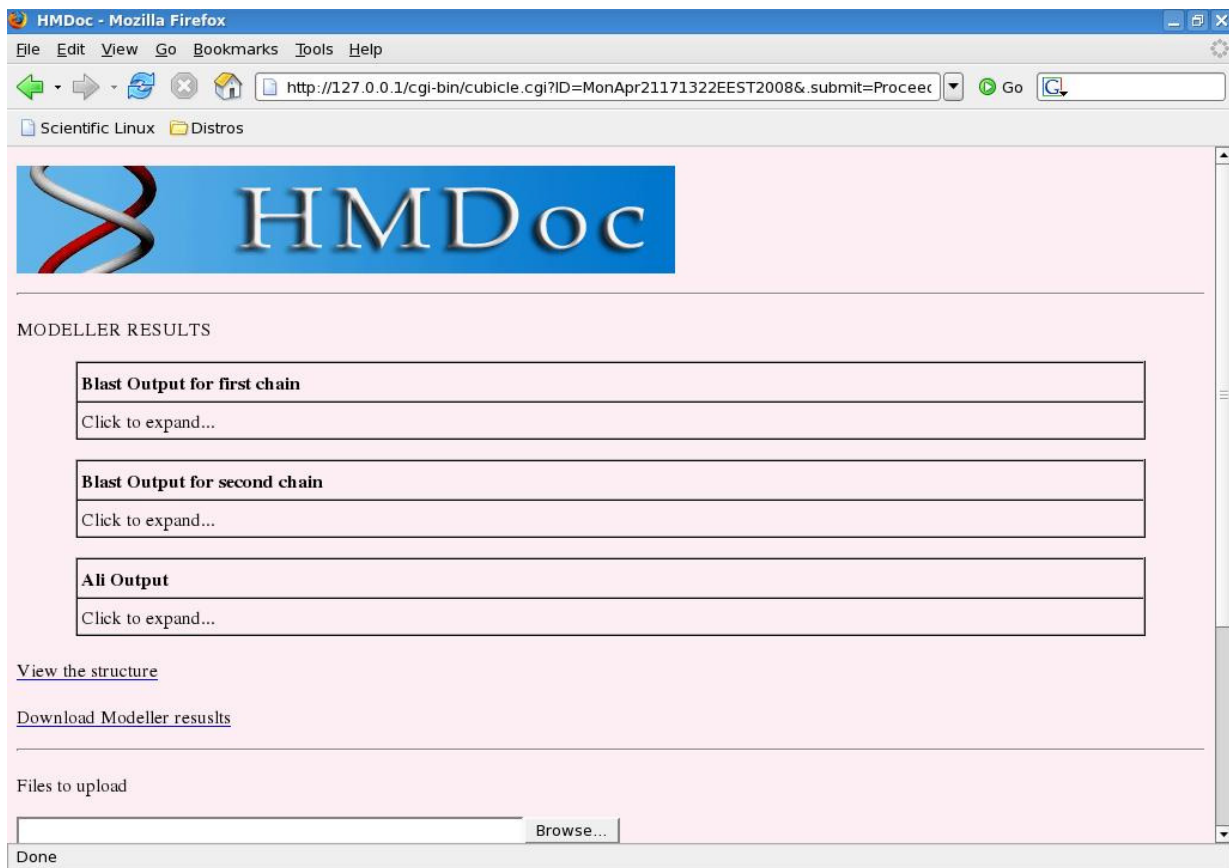 HMDoc - Mozilla Firefox
File Edit View Go Bookmarks Tools Help
http://127.0.0.1/cgi-bin/cubicle.cgi?ID=MonApr21171322EEST2008&.submit=Proceed
Go
G
Scientific Linux Distros
HMDoc
MODELLER RESULTS
Blast Output for first chain
Click to expand...
Blast Output for second chain
Click to expand...
Ali Output
Click to expand...
View the structure
Download Modeller resuslts
Files to upload
Browse...
Done